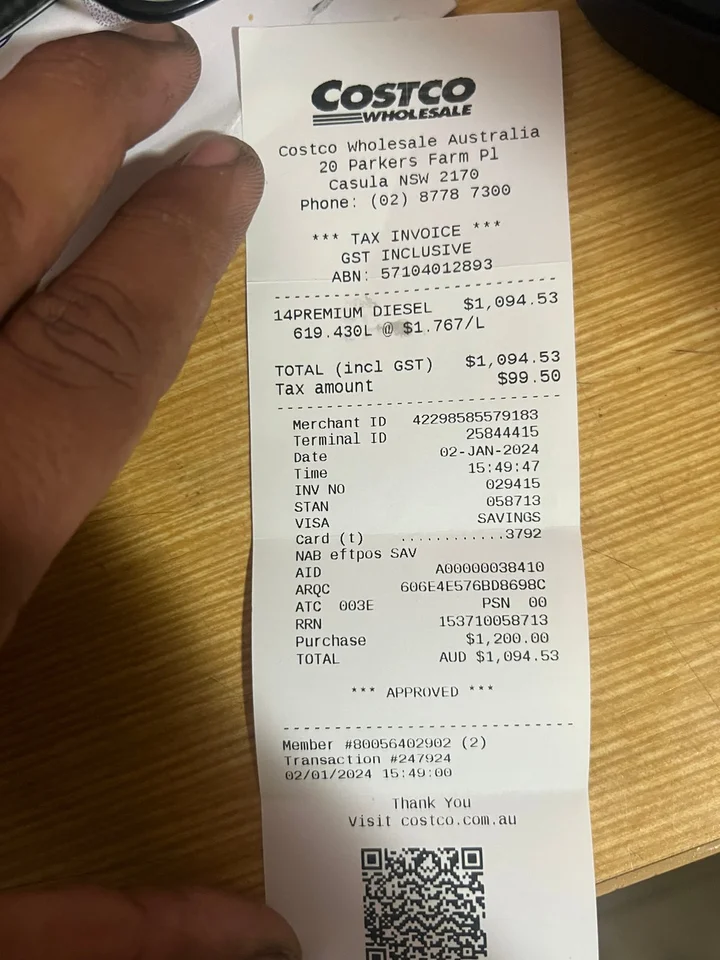 COSTCO
WHOLESALE
Costco Wholesale Australia
20 Parkers Farm Pl
Casula NSW 2170
Phone: (02) 8778 7300
*** TAX INVOICE ***
GST INCLUSIVE
ABN: 57104012893
14PREMIUM DIESEL $1,094.53
619.430L @ $1.767/L
TOTAL (incl GST) $1,094.53
Tax amount $99.50
Merchant ID 42298585579183
Terminal ID 25844415
Date 02-JAN-2024
Time 15:49:47
INV NO 029415
STAN 058713
VISA SAVINGS
Card (t) ............3792
NAB eftpos SAV
AID A00000038410
ARQC 606E4E576BD8698C
ATC 003E PSN 00
RRN 153710058713
Purchase $1,200.00
TOTAL AUD $1,094.53
*** APPROVED ***
Member #80056402902 (2)
Transaction #247924
02/01/2024 15:49:00
Thank You
Visit costco.com.au